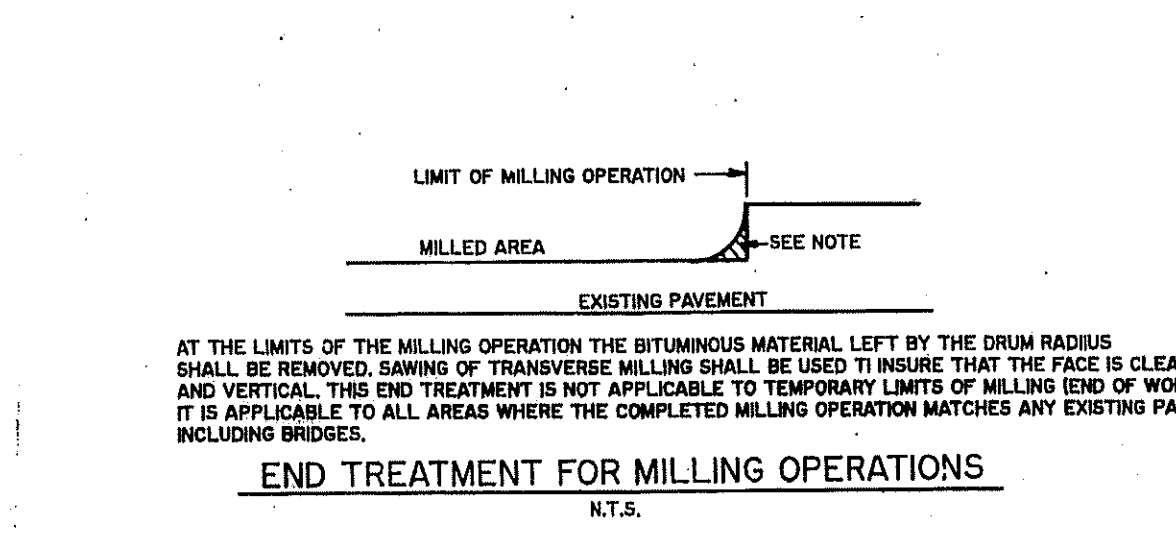 LIMIT OF MILLING OPERATION
MILLED AREA
SEE NOTE
EXISTING PAVEMENT
AT THE LIMITS OF THE MILLING OPERATION THE BITUMINOUS MATERIAL LEFT BY THE DRUM RADIIUS
SHALL BE REMOVED. SAWING OF TRANSVERSE MILLING SHALL BE USED TI INSURE THAT THE FACE IS CLEA
AND VERTICAL. THIS END TREATMENT IS NOT APPLICABLE TO TEMPORARY LIMITS OF MILLING (END OF WO
IT IS APPLICABLE TO ALL AREAS WHERE THE COMPLETED MILLING OPERATION MATCHES ANY EXISTING PA
INCLUDING BRIDGES.
END TREATMENT FOR MILLING OPERATIONS
N.T.S.